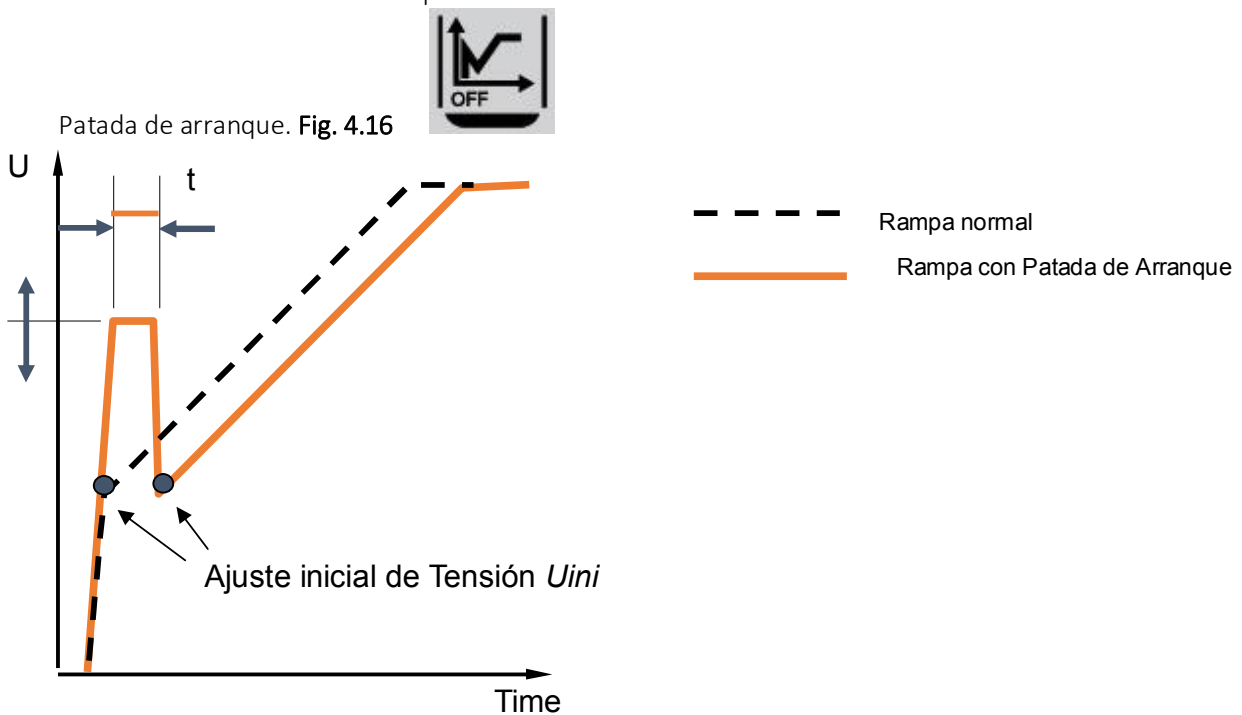 OFF
Patada de arranque. Fig. 4.16
U
t
Rampa normal
Rampa con Patada de Arranque
Ajuste inicial de Tensión Uini
Time